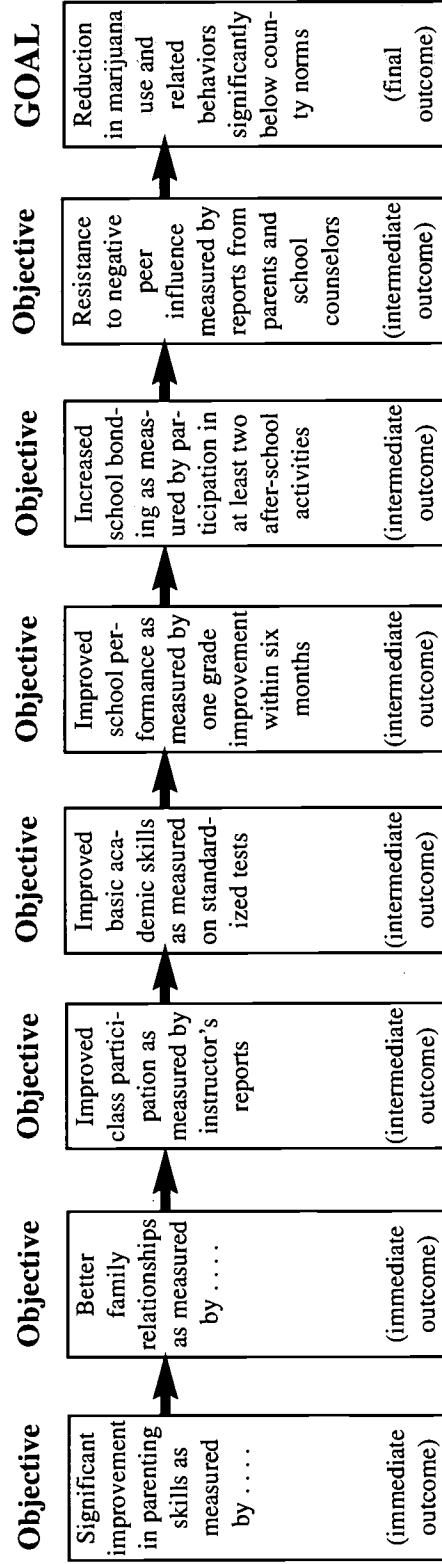 Objective
Significant
improvement
in parenting
skills as
measured
by . . . .
(immediate
outcome)
Objective
Better
family
relationships
as measured
by . . . .
(immediate
outcome)
Objective
Improved
class partici-
pation as
measured by
instructor's
reports
(intermediate
outcome)
Objective
Improved
basic aca-
demic skills
as measured
on standard-
ized tests
(intermediate
outcome)
Objective
Improved
school per-
formance as
measured by
one grade
improvement
within six
months
(intermediate
outcome)
Objective
Increased
school bond-
ing as meas-
ured by par-
ticipation in
at least two
after-school
activities
(intermediate
outcome)
Objective
Resistance
to negative
peer
influence
measured by
reports from
parents and
school
counselors
(intermediate
outcome)
GOAL
Reduction
in marijuana
use and
related
behaviors
significantly
below coun-
ty norms
(final
outcome)